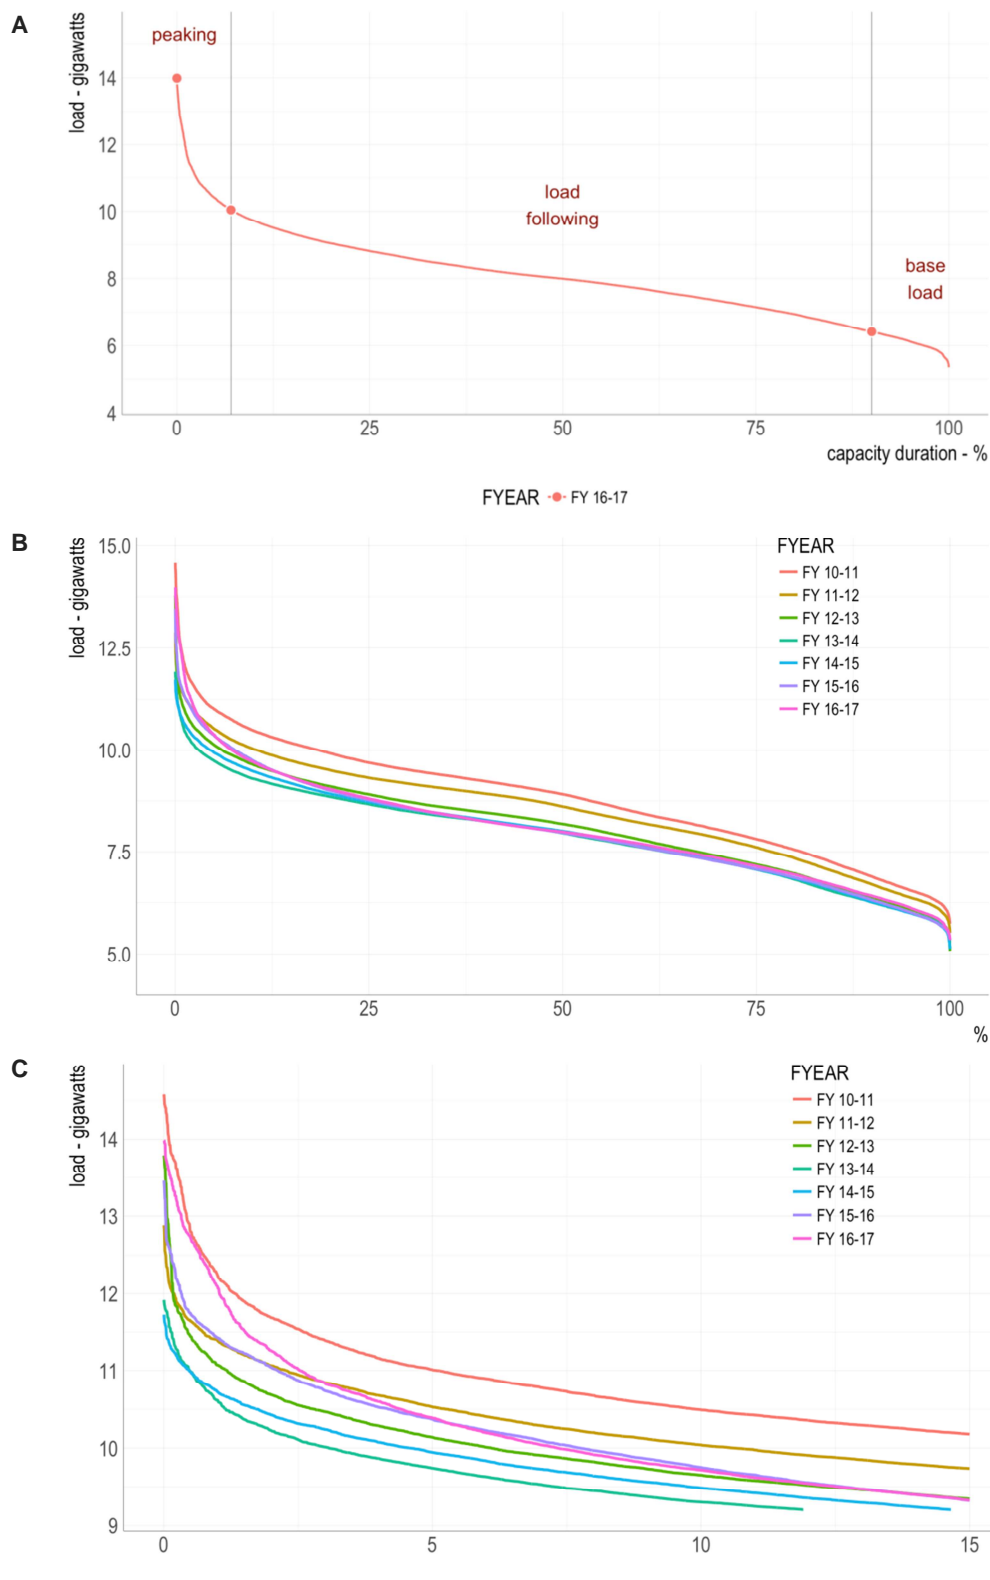 A
load - gigawatts
peaking
14
12
10
8
6
4
load
following
base
load
0 25 50 75 100
capacity duration - %
FYEAR FY 16-17
B
load - gigawatts
15.0
12.5
10.0
7.5
5.0
FYEAR
FY 10-11
FY 11-12
FY 12-13
FY 13-14
FY 14-15
FY 15-16
FY 16-17
0 25 50 75 100
%
C
load - gigawatts
14
13
12
11
10
9
FYEAR
FY 10-11
FY 11-12
FY 12-13
FY 13-14
FY 14-15
FY 15-16
FY 16-17
0 5 10 15